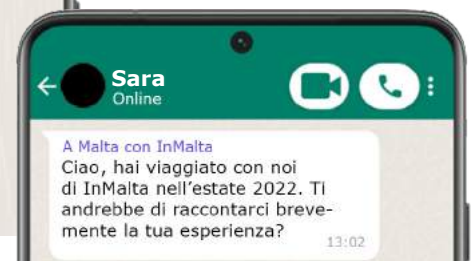 Sara
Online
A Malta con InMalta
Ciao, hai viaggiato con noi
di InMalta nell'estate 2022. Ti
andrebbe di raccontarci breve-
mente la tua esperienza?
13:02